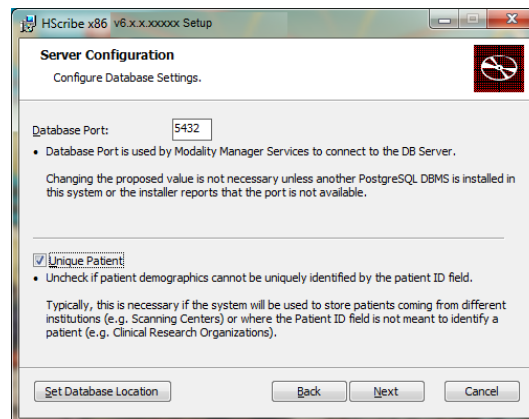 HScribe x86 v6.x.x.xxxxx Setup
Server Configuration
Configure Database Settings.
Database Port: 5432
• Database Port is used by Modality Manager Services to connect to the DB Server.
Changing the proposed value is not necessary unless another PostgreSQL DBMS is installed in
this system or the installer reports that the port is not available.
Unique Patient
• Uncheck if patient demographics cannot be uniquely identified by the patient ID field.
Typically, this is necessary if the system will be used to store patients coming from different
institutions (e.g. Scanning Centers) or where the Patient ID field is not meant to identify a
patient (e.g. Clinical Research Organizations).
Set Database Location Back Next Cancel